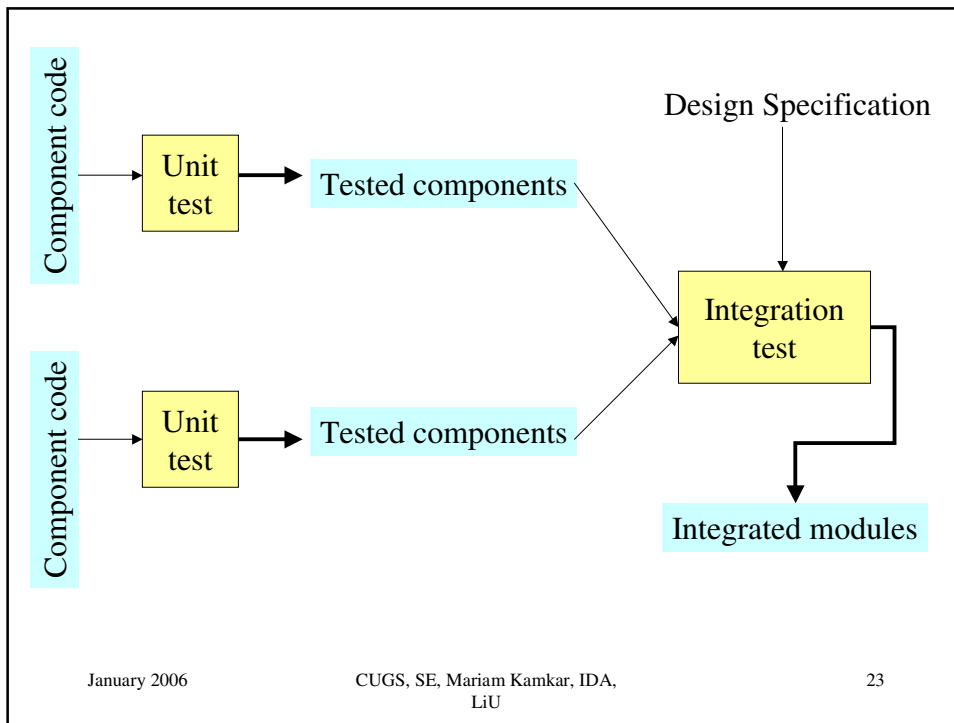 Component code
Unit
test
Tested components
Design Specification
Integration
test
Component code
Unit
test
Tested components
Integrated modules
January 2006
CUGS, SE, Mariam Kamkar, IDA,
LiU
23